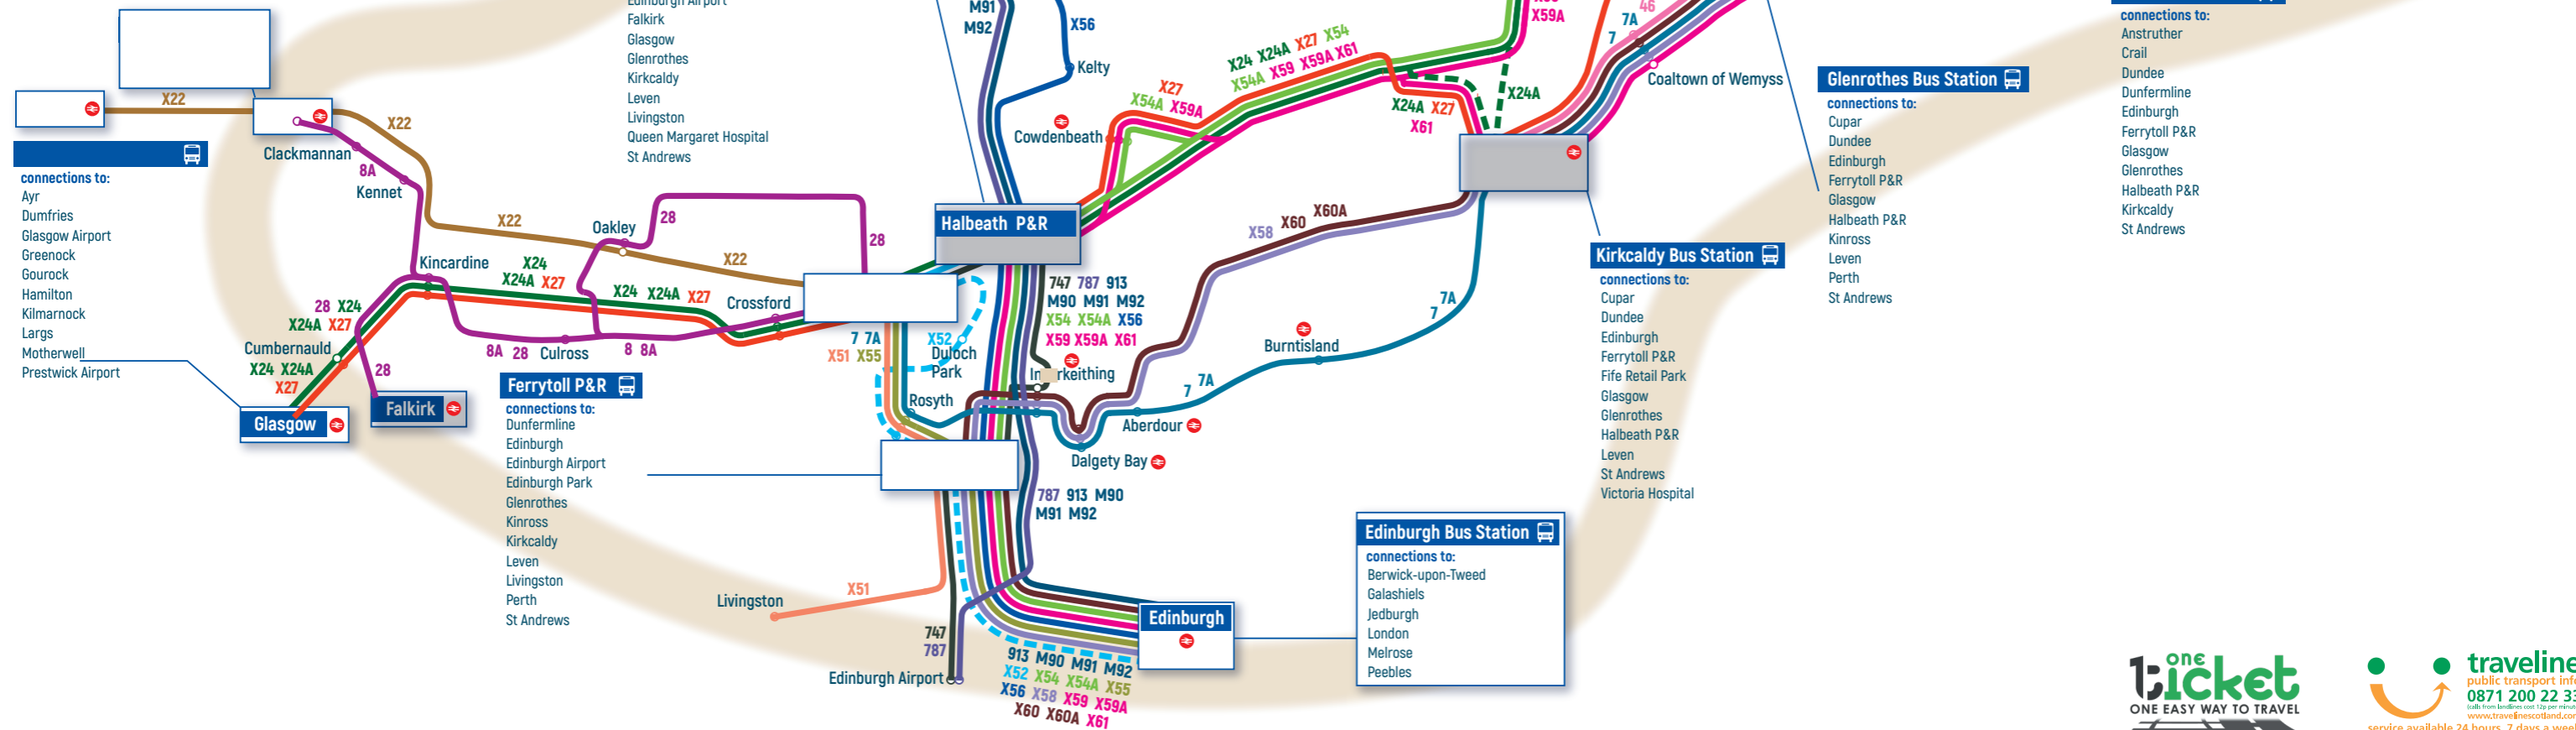 Edinburgh Airport
Falkirk
Glasgow
Glenrothes
Kirkcaldy
Leven
Livingston
Queen Margaret Hospital
St Andrews
M91
M92
X56
Kelty
X59A
46
7A
7
Coaltown of Wemyss
connections to:
Anstruther
Crail
Dundee
Dunfermline
Edinburgh
Ferrytoll P&R
Glasgow
Glenrothes
Halbeath P&R
Kirkcaldy
Leven
St Andrews
Glenrothes Bus Station
connections to:
Cupar
Dundee
Edinburgh
Ferrytoll P&R
Glasgow
Halbeath P&R
Kinross
Leven
Perth
St Andrews
X22
X22
Clackmannan
8A
Kennet
connections to:
Ayr
Dumfries
Glasgow Airport
Greenock
Gourock
Hamilton
Kilmarnock
Largs
Motherwell
Prestwick Airport
X24 X24A X27 X54
X54A X59 X59A X61
X27
X54A X59A
Cowdenbeath
X24A X27
X61
X24A
X22
Oakley
28
28
X22
Halbeath P&R
X58 X60 X60A
Kincardine
X24
X24A X27
X24 X24A X27
Crossford
28 X24
X24A X27
Cumbernauld
X24 X24A
X27
28
8A 28 Culross
8 8A
Glasgow
Falkirk
747 787 913
M90 M91 M92
X54 X54A X56
X59 X59A X61
7 7A
X51 X55
X52
Duloch
Park
Rosyth
Burntisland
7A
7
7 7A
Aberdour
Dalgety Bay
Kirkcaldy Bus Station
connections to:
Cupar
Dundee
Edinburgh
Ferrytoll P&R
Fife Retail Park
Glasgow
Glenrothes
Halbeath P&R
Leven
St Andrews
Victoria Hospital
Ferrytoll P&R
connections to:
Dunfermline
Edinburgh
Edinburgh Airport
Edinburgh Park
Glenrothes
Kinross
Kirkcaldy
Leven
Livingston
Perth
St Andrews
787 913 M90
M91 M92
Livingston
X51
747
787
Edinburgh Airport
Edinburgh
913 M90 M91 M92
X52 X54 X54A X55
X56 X58 X59 X59A
X60 X60A X61
Edinburgh Bus Station
connections to:
Berwick-upon-Tweed
Galashiels
Jedburgh
London
Melrose
Peebles
one
ticket
ONE EASY WAY TO TRAVEL
traveline
public transport info
0871 200 22 33